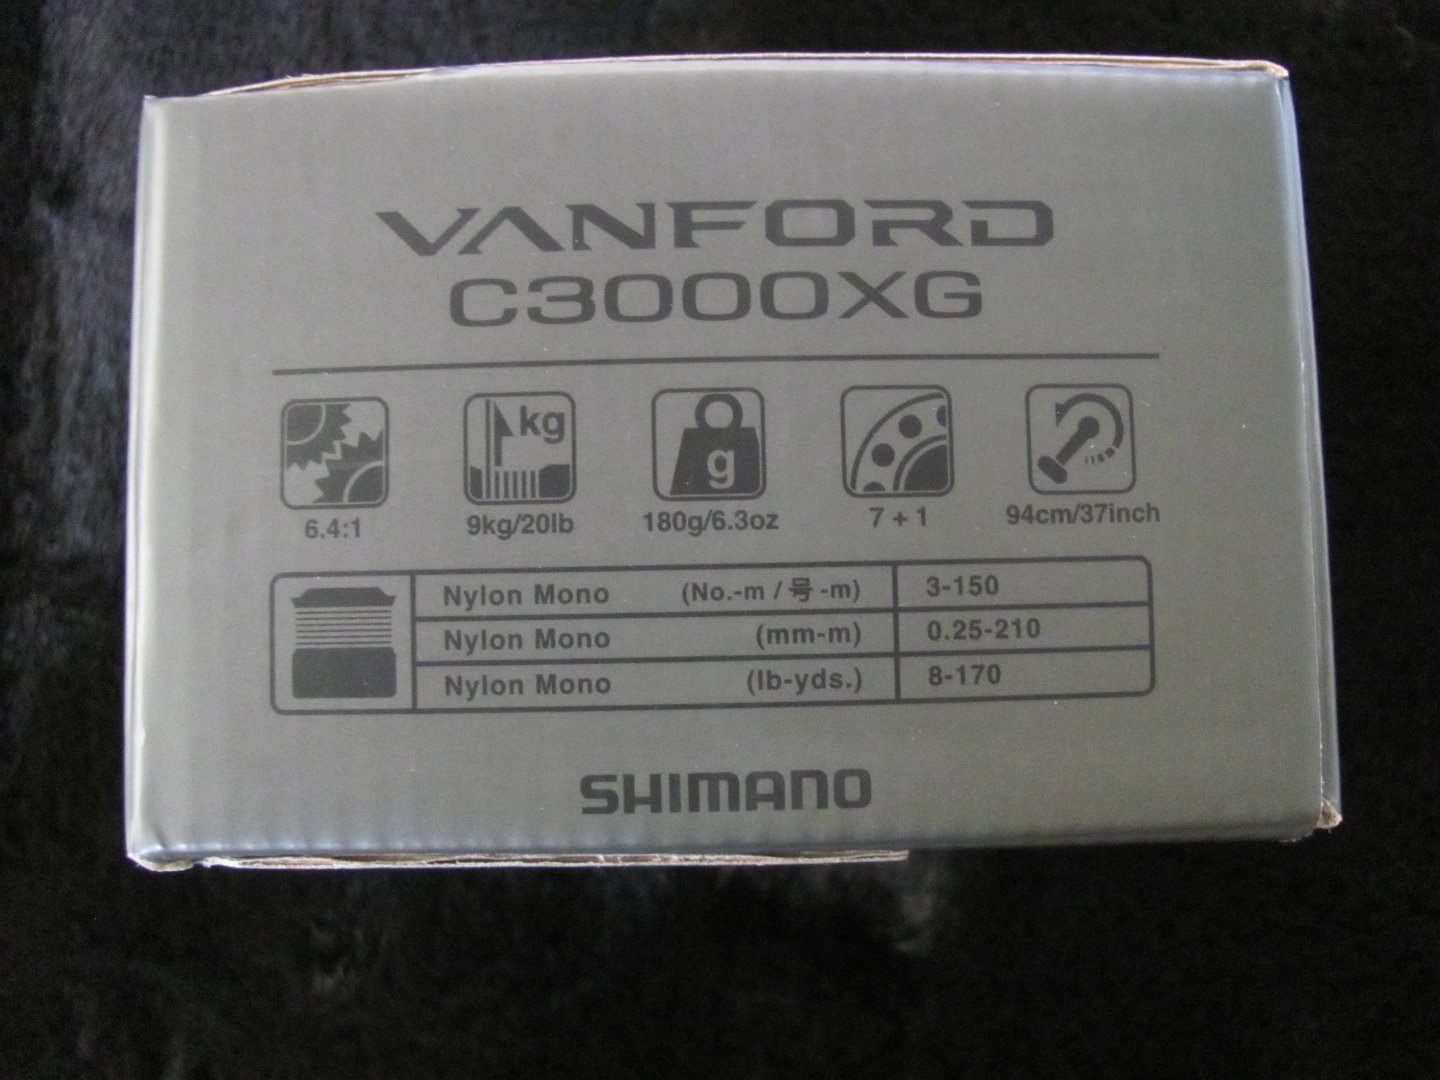 VANFORD
C3000XG
kg
g
6.4:1 9kg/20lb 180g/6.3oz 7 + 1 94cm/37inch
Nylon Mono (No.-m / 号 -m) 3-150
Nylon Mono (mm-m) 0.25-210
Nylon Mono (lb-yds.) 8-170
SHIMANO